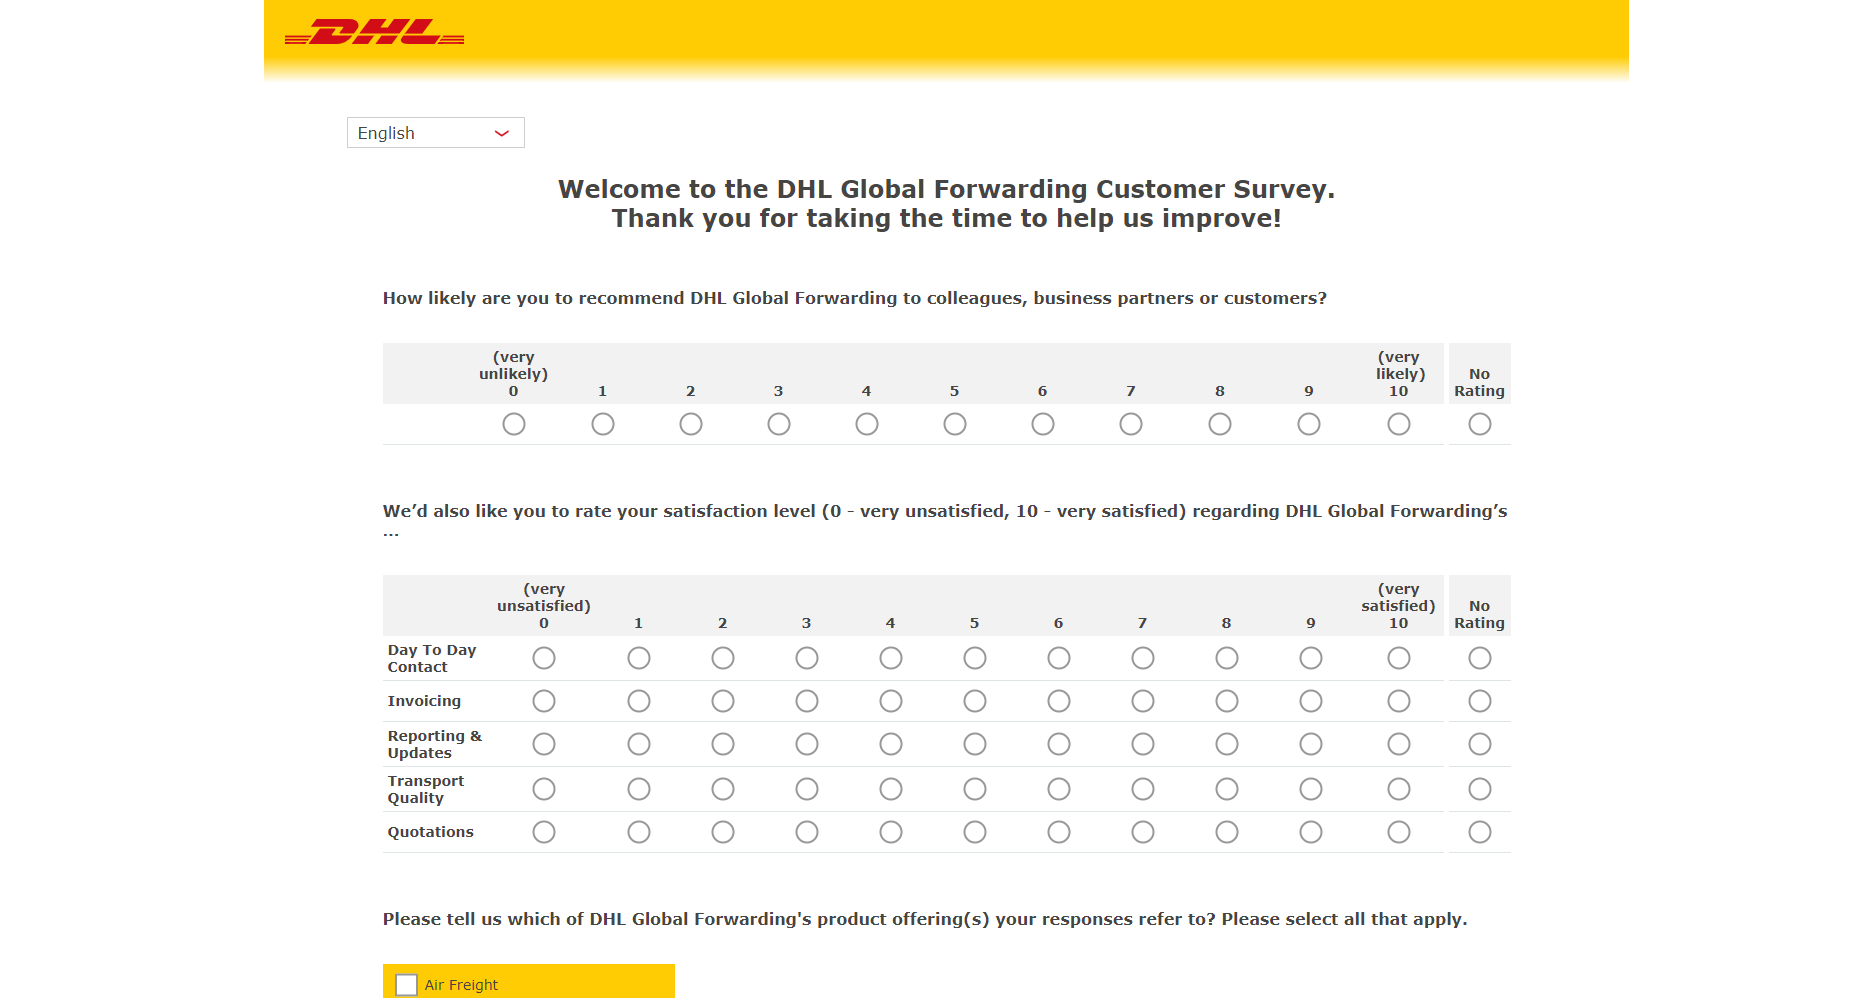 DHL
English
Welcome to the DHL Global Forwarding Customer Survey.
Thank you for taking the time to help us improve!
How likely are you to recommend DHL Global Forwarding to colleagues, business partners or customers?
(very unlikely) 0 1 2 3 4 5 6 7 8 9 (very likely) 10 No Rating
We’d also like you to rate your satisfaction level (0 - very unsatisfied, 10 - very satisfied) regarding DHL Global Forwarding’s
...
(very unsatisfied) 0 1 2 3 4 5 6 7 8 9 (very satisfied) 10 No Rating
Day To Day
Contact
Invoicing
Reporting &
Updates
Transport
Quality
Quotations
Please tell us which of DHL Global Forwarding's product offering(s) your responses refer to? Please select all that apply.
Air Freight